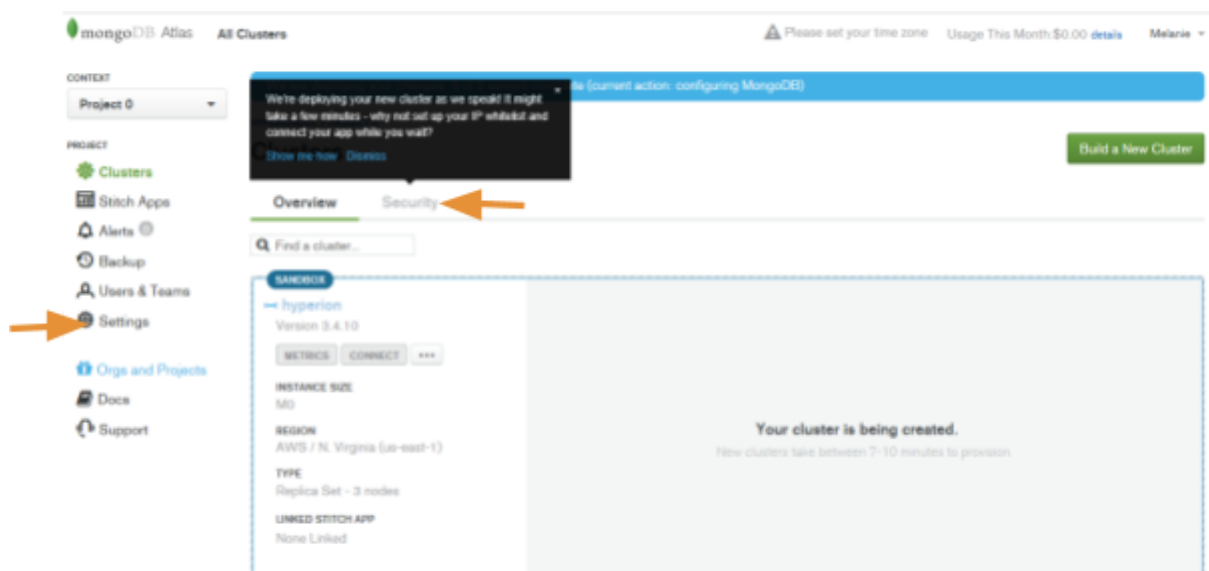 mongoDB Atlas
All Clusters
Please set your time zone
Usage This Month:$0.00 details
Melanie
CONTEXT
Project 0
PROJECT
Clusters
Stitch Apps
Alerts
Backup
Users & Teams
Settings
Orgs and Projects
Docs
Support
(current action: configuring MongoDB)
We're deploying your new cluster as we speak! It might
take a few minutes - why not set up your IP whitelist and
connect your app while you wait?
Show me how Dismiss
Build a New Cluster
Overview
Security
Find a cluster...
SANDBOX
hyperion
Version 3.4.10
METRICS
CONNECT
•••
INSTANCE SIZE
M0
REGION
AWS / N. Virginia (us-east-1)
TYPE
Replica Set - 3 nodes
LINKED STITCH APP
None Linked
Your cluster is being created.
New clusters take between 7-10 minutes to provision.